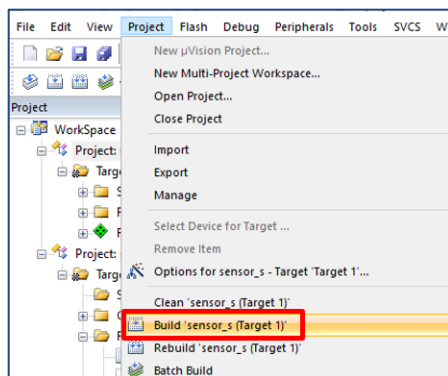 File Edit View Project Flash Debug Peripherals Tools SVCS W
New µVision Project...
New Multi-Project Workspace...
Open Project...
Close Project
Project
WorkSpace
Project:
Import
Targ
Export
S
Manage
F
F
Select Device for Target ...
Remove Item
Project:
Options for sensor_s - Target 'Target 1'...
Targ
S
Clean 'sensor_s (Target 1)'
C
Build 'sensor_s (Target 1)'
F
Rebuild 'sensor_s (Target 1)'
Batch Build